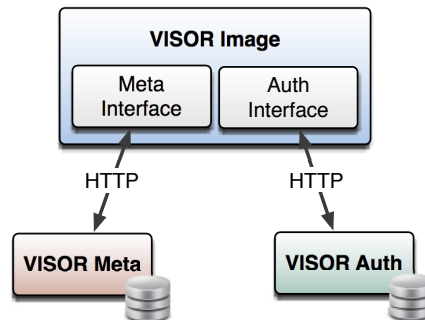 VISOR Image
Meta
Interface
Auth
Interface
HTTP
HTTP
VISOR Meta
VISOR Auth